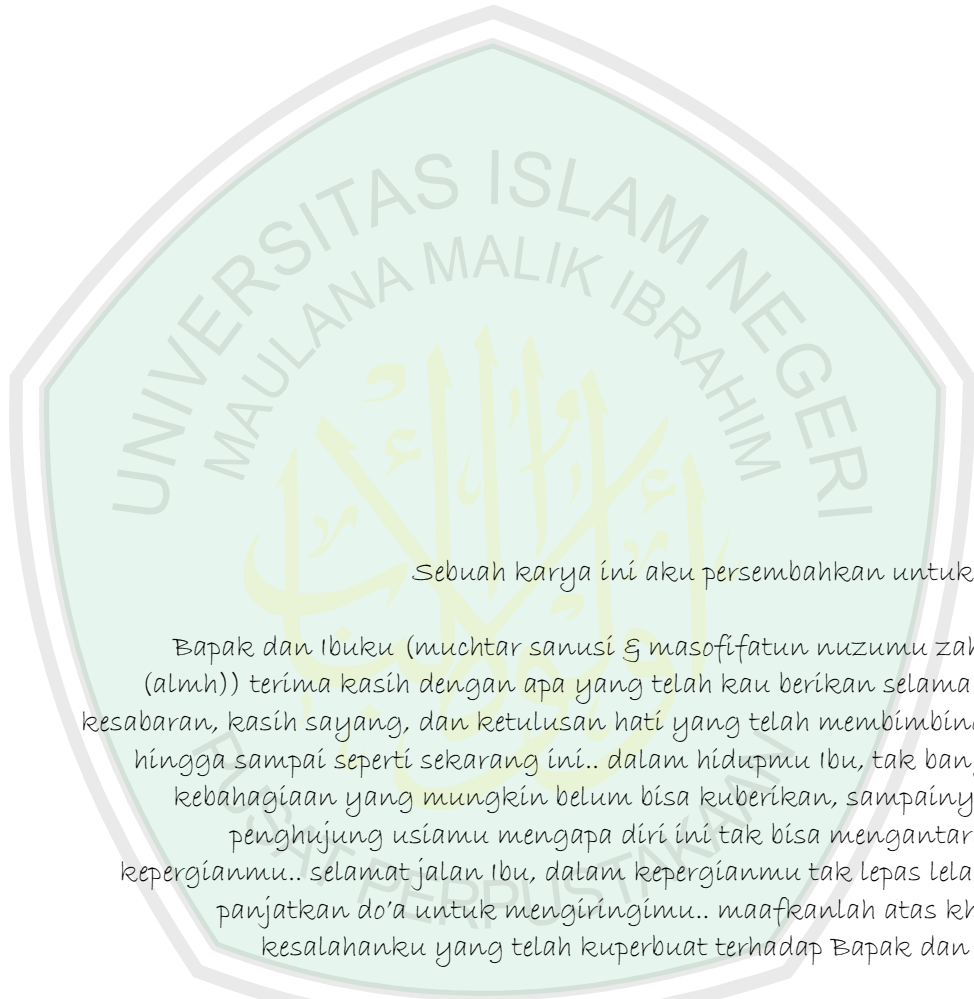 UNIVERSITAS ISLAM NEGERI
MAULANA MALIK IBRAHIM
Sebuah karya ini aku persembahkan untuk
Bapak dan Ibuku (muchtar sanusi & masofifatun nuzumu zah
(almh)) terima kasih dengan apa yang telah kau berikan selama
kesabaran, kasih sayang, dan ketulusan hati yang telah membimbing
hingga sampai seperti sekarang ini.. dalam hidupmu Ibu, tak
kebahagiaan yang mungkin belum bisa kuberikan,
penghujung usiamu mengapa diri ini tak bisa mengantar
kepergianmu.. selamat jalan Ibu, dalam kepergianmu tak lepas
panjatkan do'a untuk mengiringimu.. maafkanlah atas
kesalahanku yang telah kuperbuat terhadap Bapak dan
PUSAT PERPUSTAKAAN